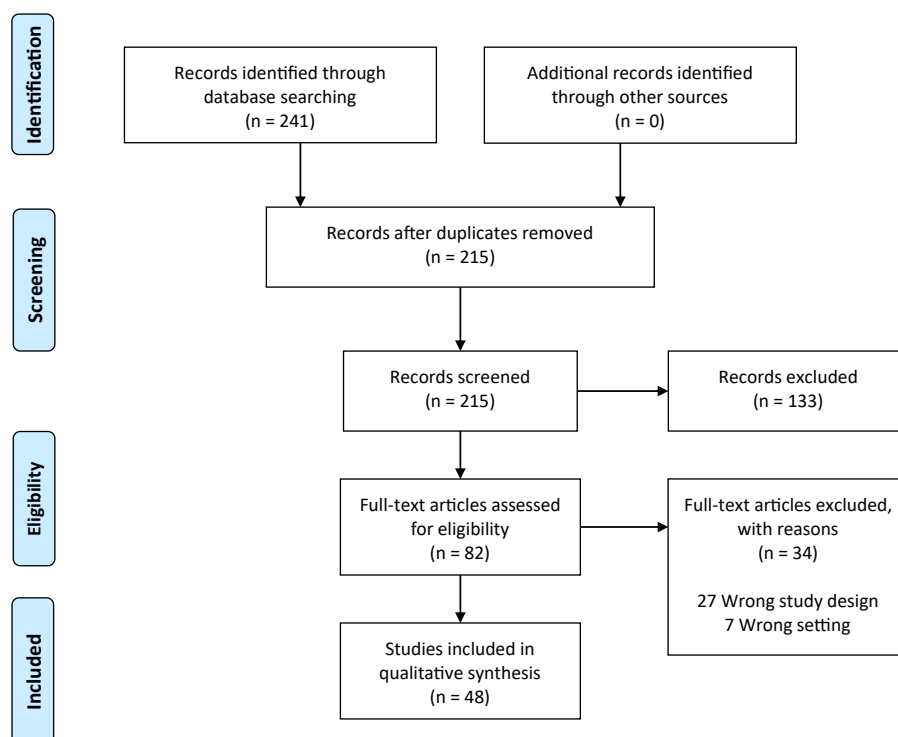 Identification
Records identified through
database searching
(n = 241)
Additional records identified
through other sources
(n = 0)
Screening
Records after duplicates removed
(n = 215)
Records screened
(n = 215)
Records excluded
(n = 133)
Eligibility
Full-text articles assessed
for eligibility
(n = 82)
Full-text articles excluded,
with reasons
(n = 34)
27 Wrong study design
7 Wrong setting
Included
Studies included in
qualitative synthesis
(n = 48)